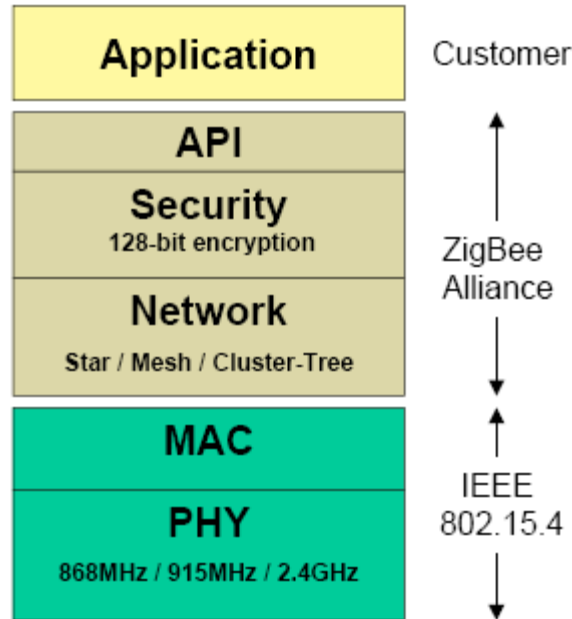 Application
Customer
API
Security
128-bit encryption
Network
Star / Mesh / Cluster-Tree
ZigBee
Alliance
MAC
PHY
868MHz / 915MHz / 2.4GHz
IEEE
802.15.4